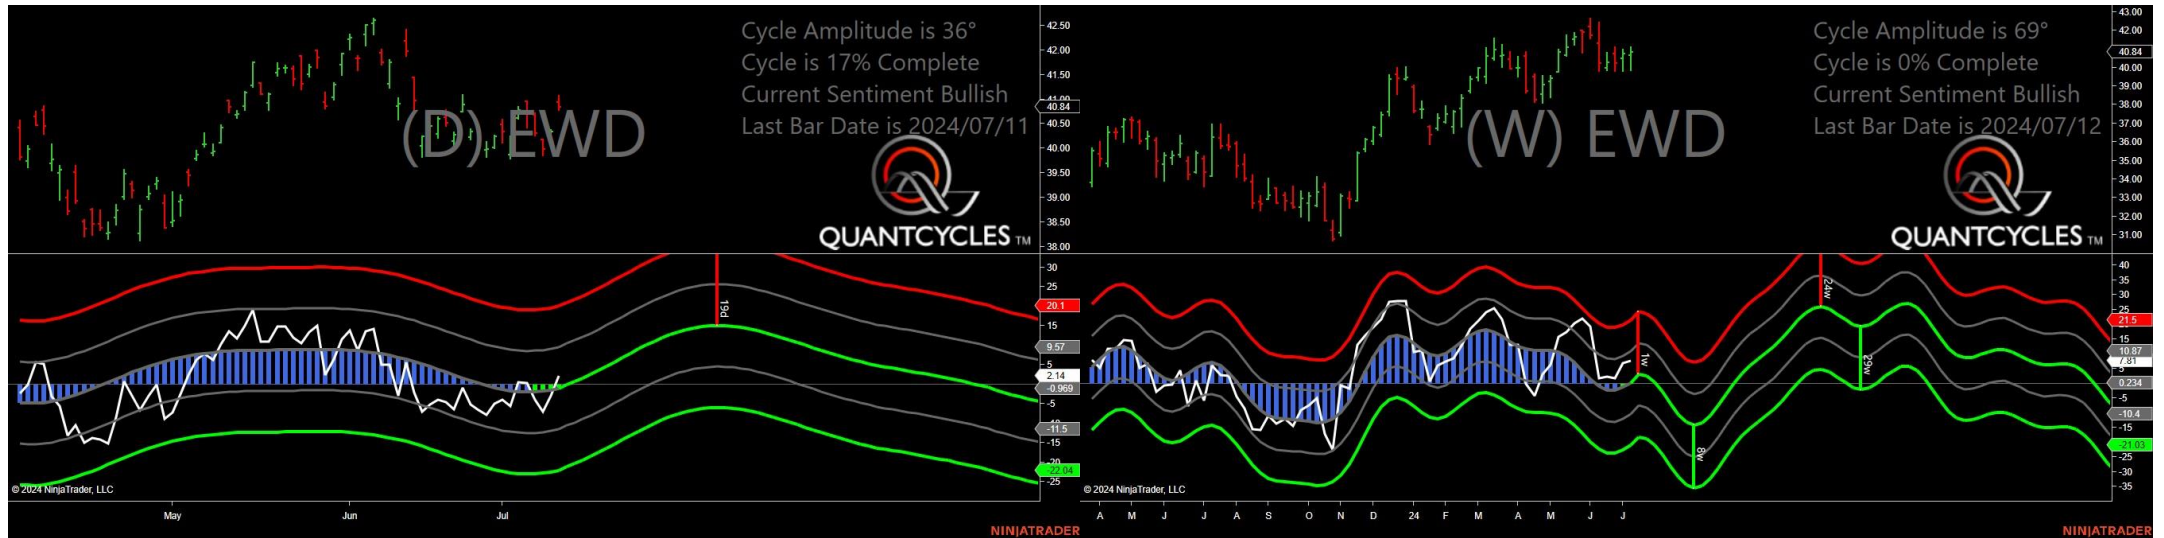 Cycle Amplitude is 36°
Cycle is 17% Complete
Current Sentiment Bullish
Last Bar Date is 2024/07/11
(D) EWD
QUANTCYCLES TM
42.50
42.00
41.50
41.00
40.84
40.50
40.00
39.50
39.00
38.50
38.00
30
25
20.1
15
9.57
5
2.14
-0.969
-5
-11.5
-15
-20
-22.04
-25
19d
© 2024 NinjaTrader, LLC
May
Jun
Jul
NINJATRADER
Cycle Amplitude is 69°
Cycle is 0% Complete
Current Sentiment Bullish
Last Bar Date is 2024/07/12
(W) EWD
QUANTCYCLES TM
43.00
42.00
40.84
40.00
39.00
38.00
37.00
36.00
35.00
34.00
33.00
32.00
31.00
40
35
30
25
21.5
15
10.87
7.81
5
0.234
-5
-10.4
-15
-21.03
-25
-30
-35
1w
8w
24w
29w
© 2024 NinjaTrader, LLC
A
M
J
J
A
S
O
N
D
24
F
M
A
M
J
J
NINJATRADER